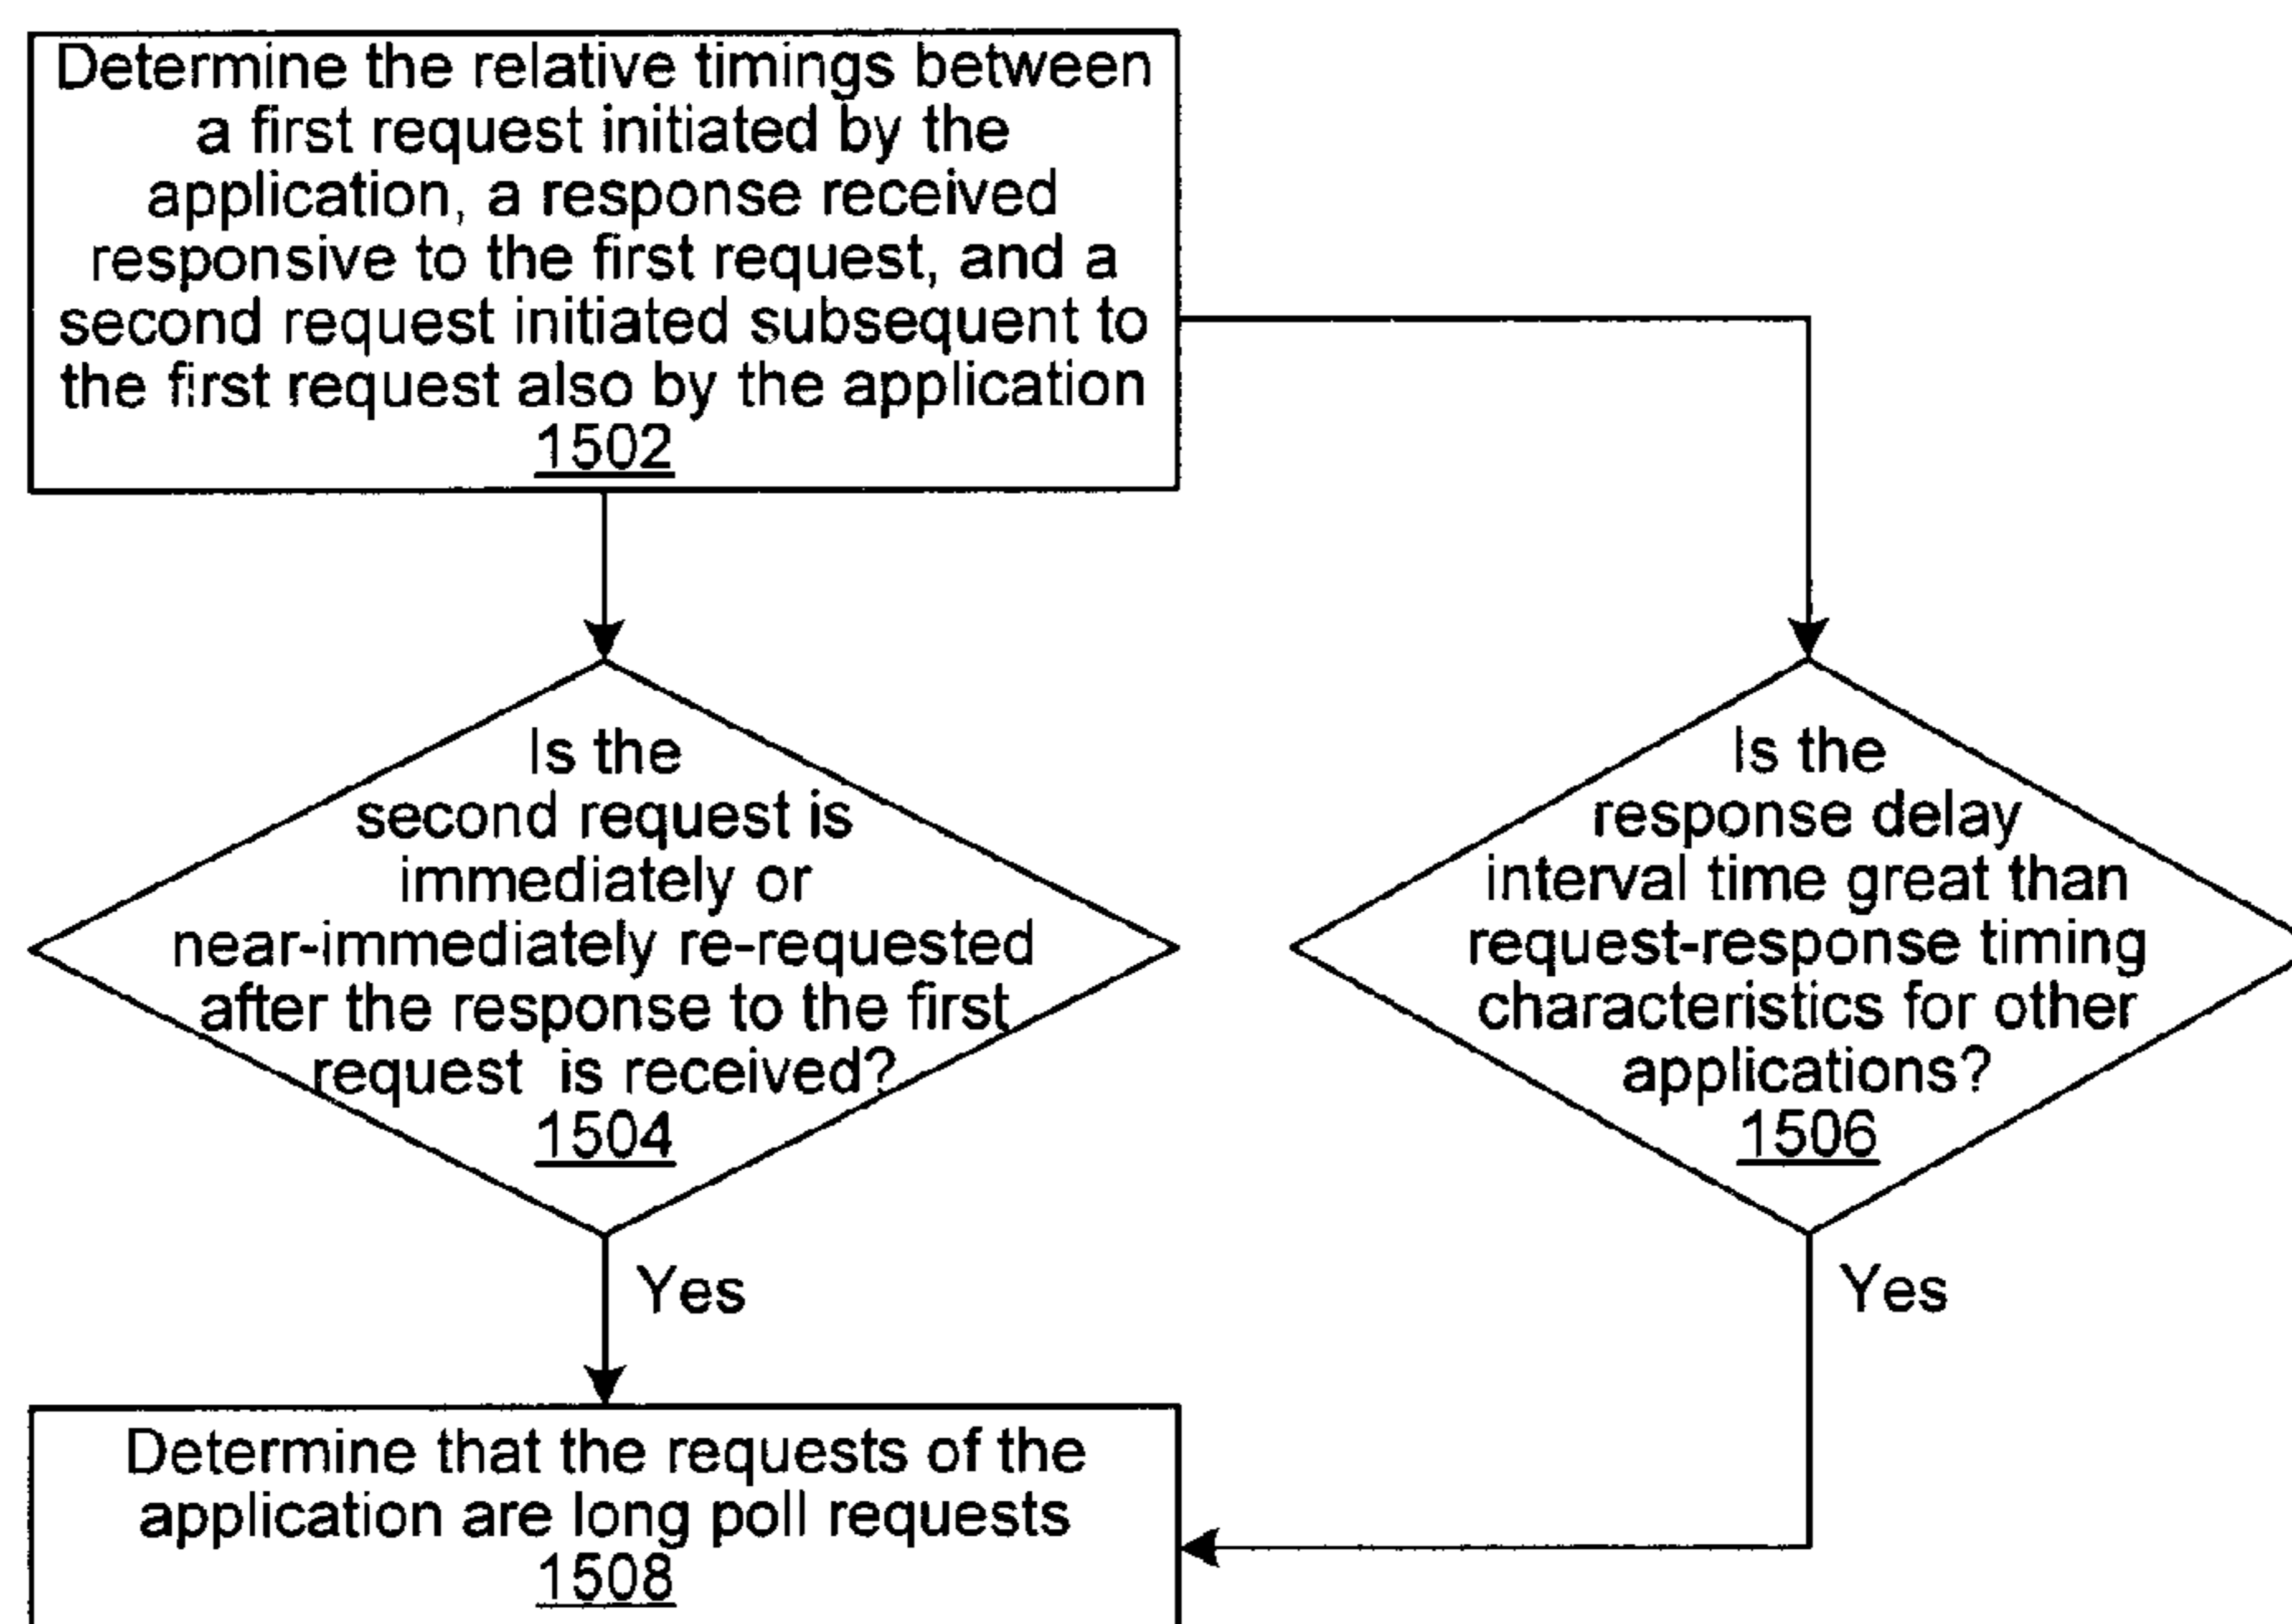 Determine the relative timings between
a first request initiated by the
application, a response received
responsive to the first request, and a
second request initiated subsequent to
the first request also by the application
1502
Is the
second request is
immediately or
near-immediately re-requested
after the response to the first
request is received?
1504
Is the
response delay
interval time great than
request-response timing
characteristics for other
applications?
1506
Yes
Yes
Determine that the requests of the
application are long poll requests
1508